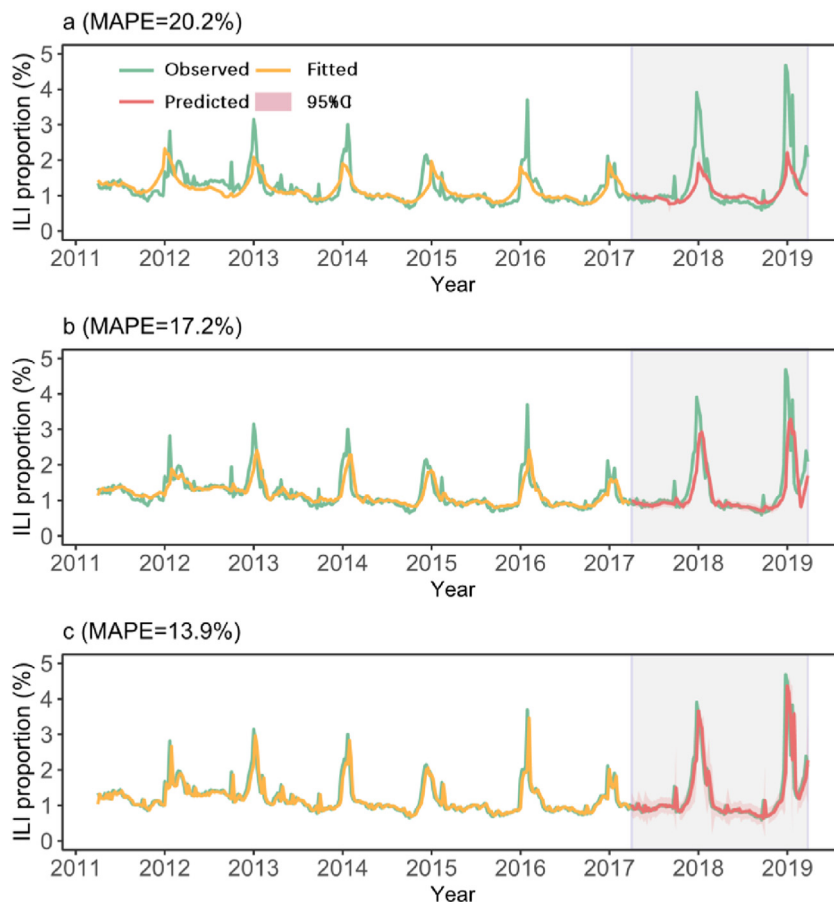 a (MAPE=20.2%)
ILI proportion (%)
5
4
3
2
1
0
Observed
Fitted
Predicted
95%CI
2011 2012 2013 2014 2015 2016 2017 2018 2019
Year
b (MAPE=17.2%)
ILI proportion (%)
5
4
3
2
1
0
2011 2012 2013 2014 2015 2016 2017 2018 2019
Year
c (MAPE=13.9%)
ILI proportion (%)
5
4
3
2
1
0
2011 2012 2013 2014 2015 2016 2017 2018 2019
Year